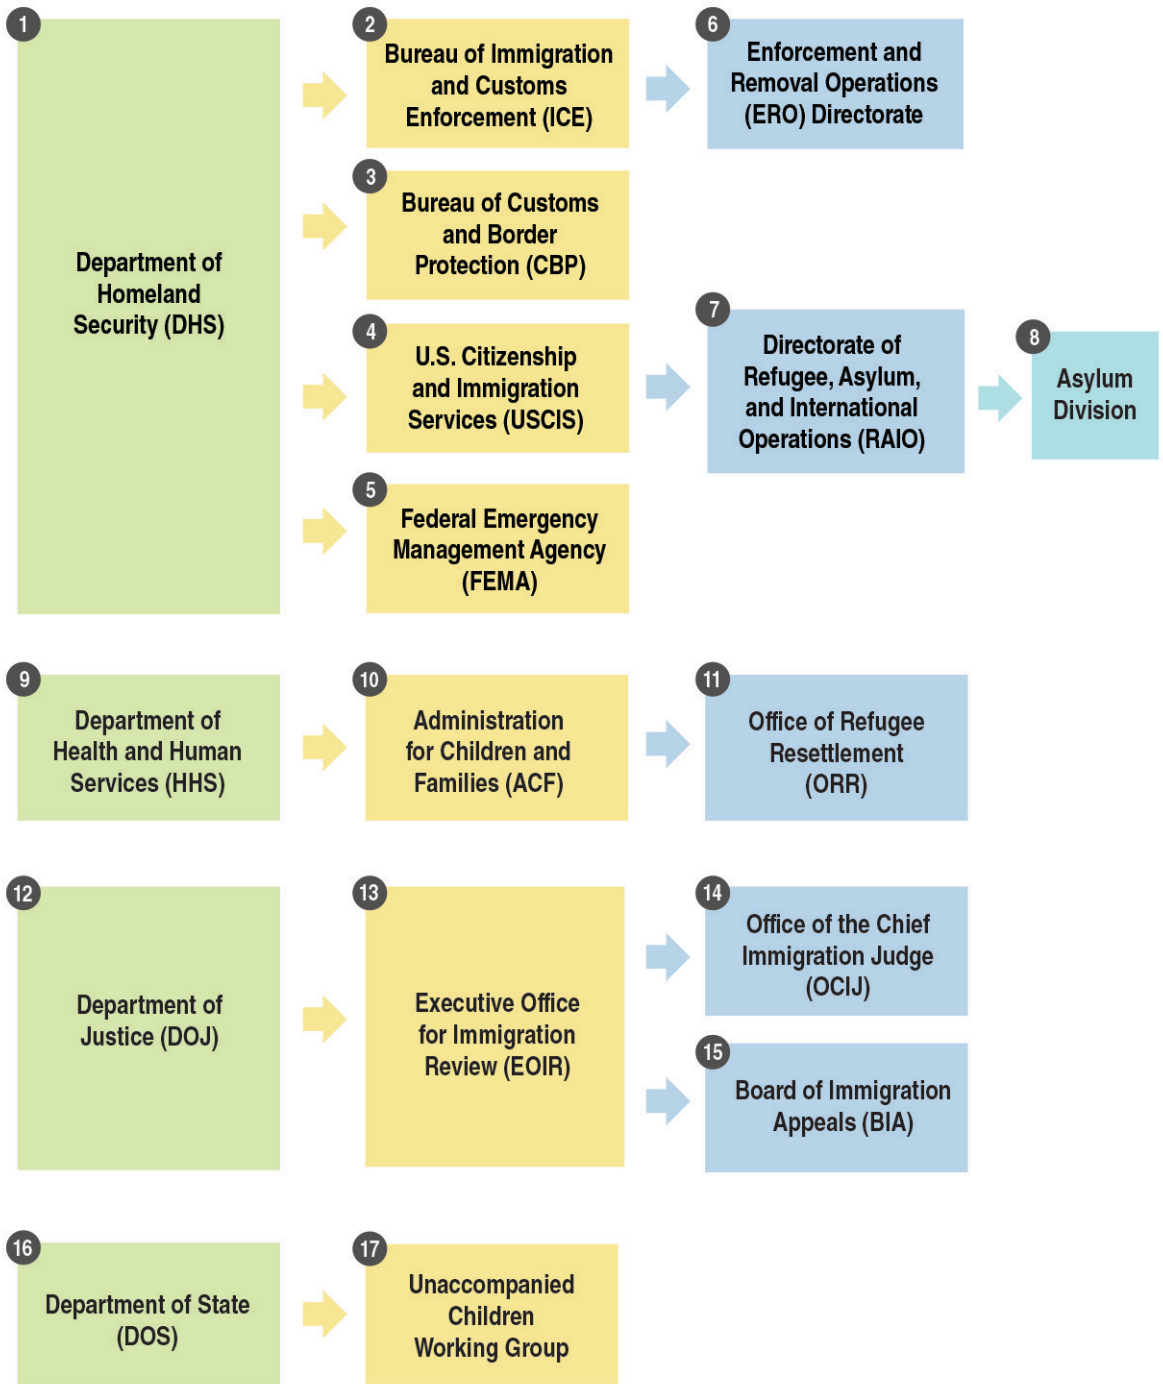 1
Department of
Homeland
Security (DHS)
2
Bureau of Immigration
and Customs
Enforcement (ICE)
6
Enforcement and
Removal Operations
(ERO) Directorate
3
Bureau of Customs
and Border
Protection (CBP)
4
U.S. Citizenship
and Immigration
Services (USCIS)
7
Directorate of
Refugee, Asylum,
and International
Operations (RAIO)
8
Asylum
Division
5
Federal Emergency
Management Agency
(FEMA)
9
Department of
Health and Human
Services (HHS)
10
Administration
for Children and
Families (ACF)
11
Office of Refugee
Resettlement
(ORR)
12
Department of
Justice (DOJ)
13
Executive Office
for Immigration
Review (EOIR)
14
Office of the Chief
Immigration Judge
(OCIJ)
15
Board of Immigration
Appeals (BIA)
16
Department of State
(DOS)
17
Unaccompanied
Children
Working Group